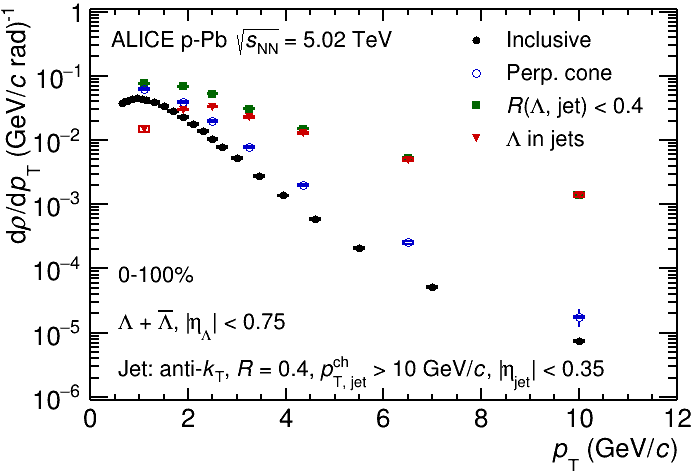 ALICE p-Pb √sNN = 5.02 TeV
Inclusive
Perp. cone
R(Λ, jet) < 0.4
Λ in jets
dρ/dpT (GeV/c rad)-1
10−1
10−2
10−3
10−4
10−5
10−6
0-100%
Λ + Λ̅, |ηΛ| < 0.75
Jet: anti-kT, R = 0.4, pchT, jet > 10 GeV/c, |ηjet| < 0.35
0 2 4 6 8 10 12
pT (GeV/c)
1